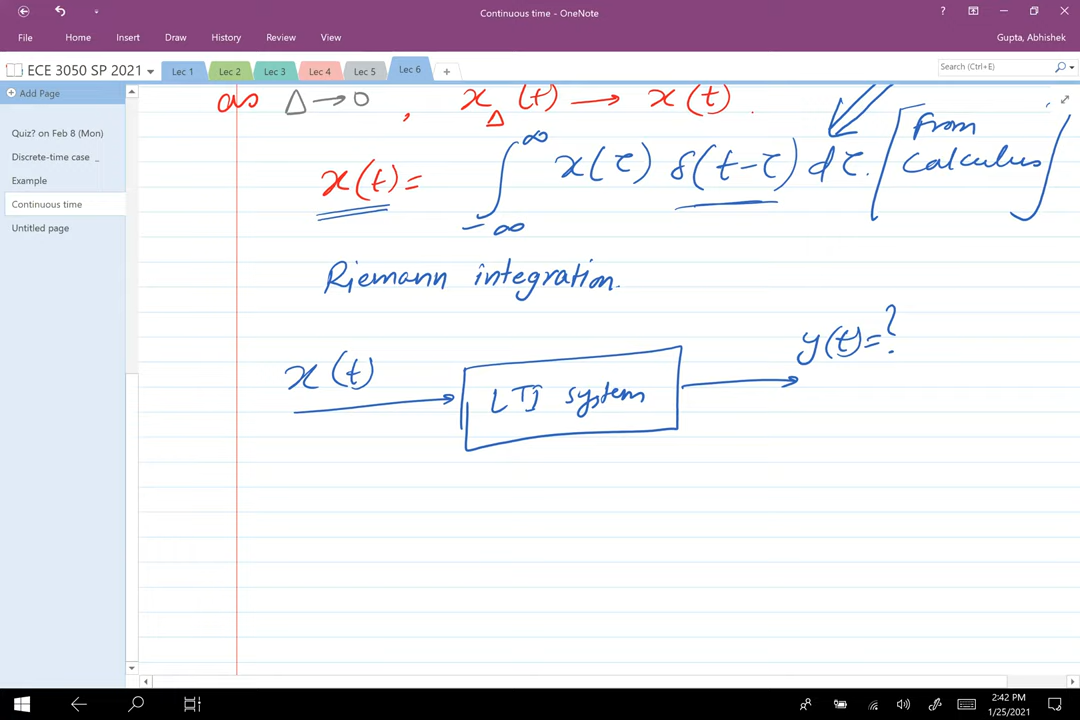 Continuous time - OneNote
?
File Home Insert Draw History Review View
Gupta, Abhishek
ECE 3050 SP 2021
Lec 1 Lec 2 Lec 3 Lec 4 Lec 5 Lec 6 +
Search (Ctrl+E)
Add Page
Quiz? on Feb 8 (Mon)
Discrete-time case _
Example
Continuous time
Untitled page
as Δ → 0 , x_Δ (t) → x(t) .
x(t) = ∫_{-∞}^{∞} x(τ) δ(t-τ) dτ. [From calculus]
Riemann integration.
x(t) → LTI system → y(t)=?
2:42 PM
1/25/2021